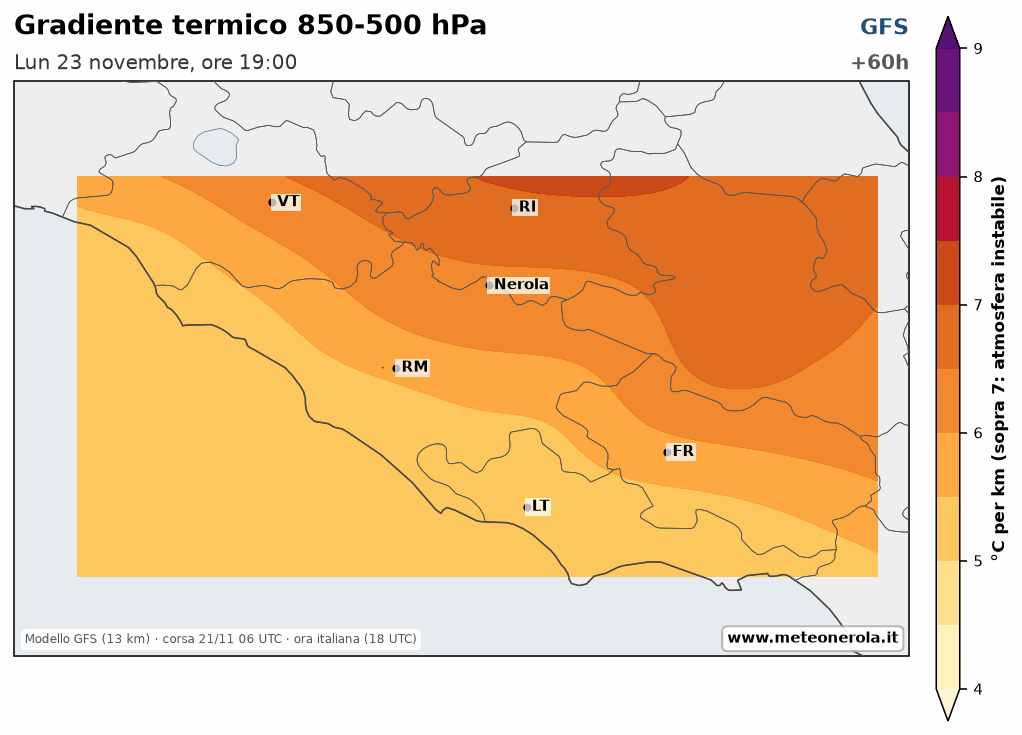 Gradiente termico 850-500 hPa
GFS
Lun 23 novembre, ore 19:00
+60h
VT
RI
Nerola
RM
FR
LT
9
8
7
6
5
4
°C per km (sopra 7: atmosfera instabile)
Modello GFS (13 km) · corsa 21/11 06 UTC · ora italiana (18 UTC)
www.meteonerola.it